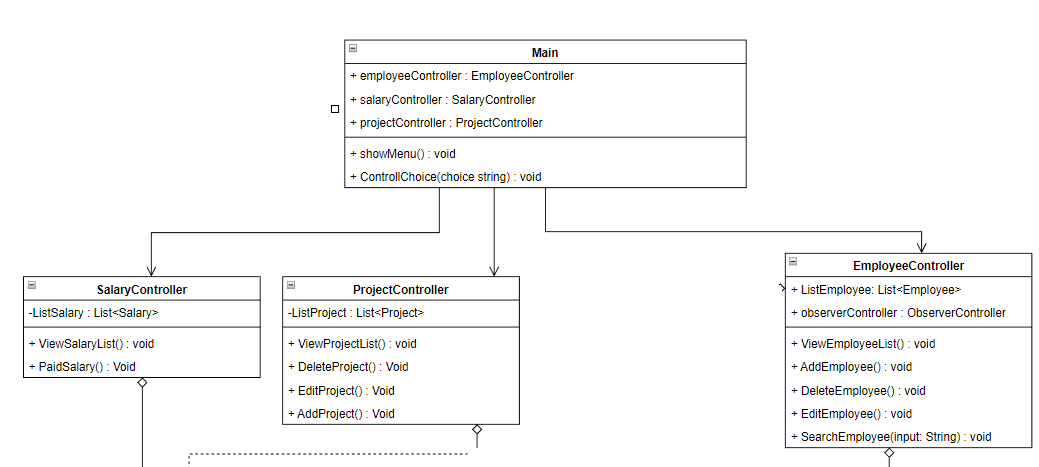 Main
+ employeeController : EmployeeController
+ salaryController : SalaryController
+ projectController : ProjectController
+ showMenu() : void
+ ControllChoice(choice string) : void
SalaryController
-ListSalary : List<Salary>
+ ViewSalaryList() : void
+ PaidSalary() : Void
ProjectController
-ListProject : List<Project>
+ ViewProjectList() : void
+ DeleteProject() : Void
+ EditProject() : Void
+ AddProject() : Void
EmployeeController
+ ListEmployee: List<Employee>
+ observerController : ObserverController
+ ViewEmployeeList() : void
+ AddEmployee() : void
+ DeleteEmployee() : void
+ EditEmployee() : void
+ SearchEmployee(input: String) : void